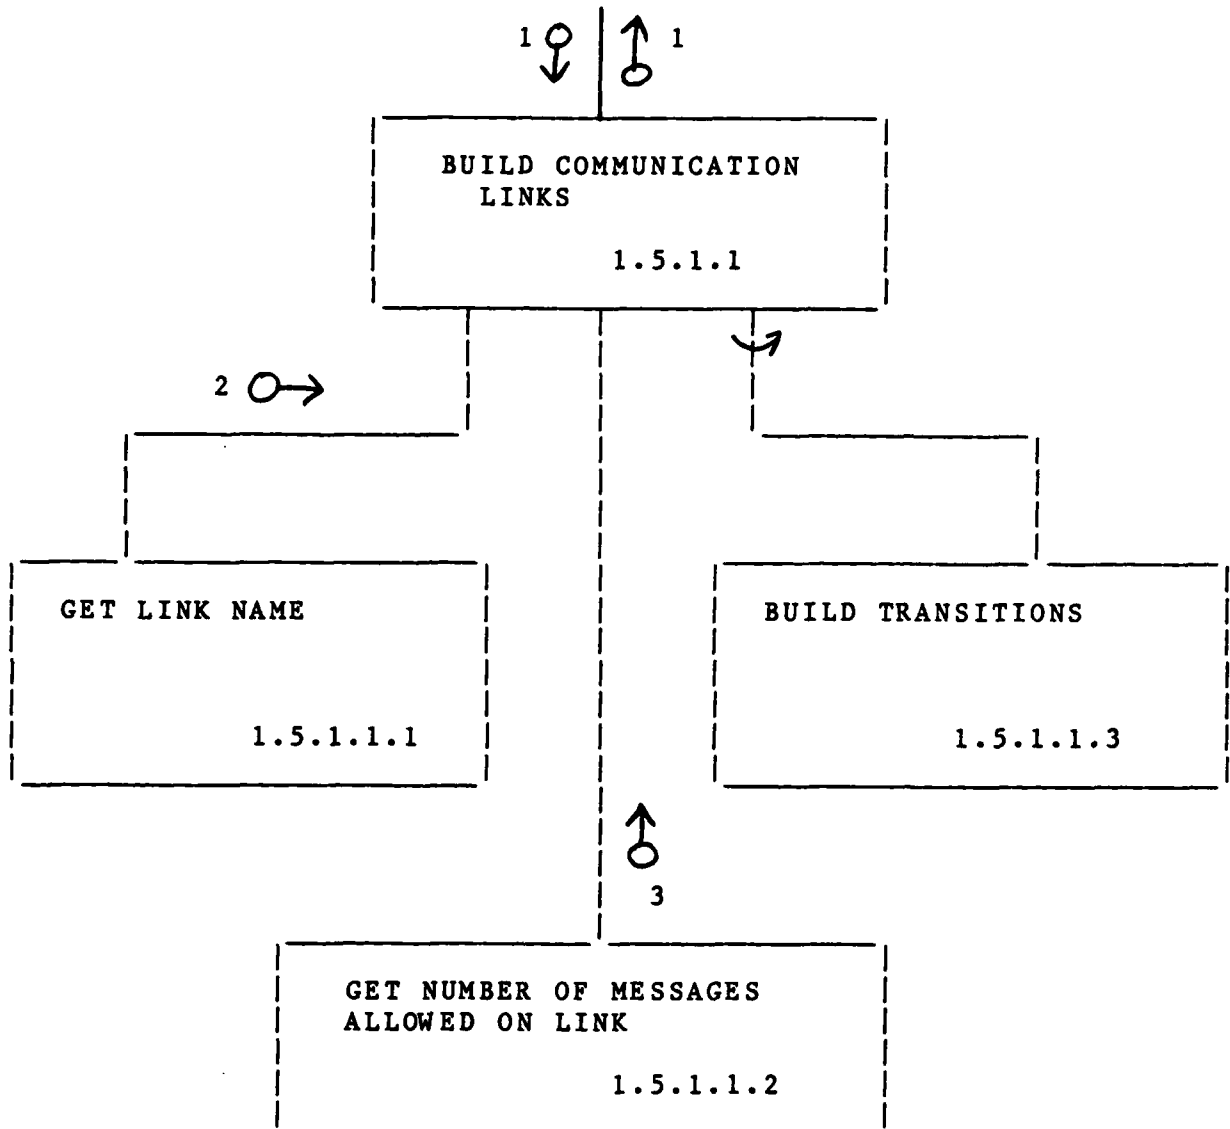 1 1
BUILD COMMUNICATION
LINKS
1.5.1.1
2
GET LINK NAME
1.5.1.1.1
BUILD TRANSITIONS
1.5.1.1.3
3
GET NUMBER OF MESSAGES
ALLOWED ON LINK
1.5.1.1.2